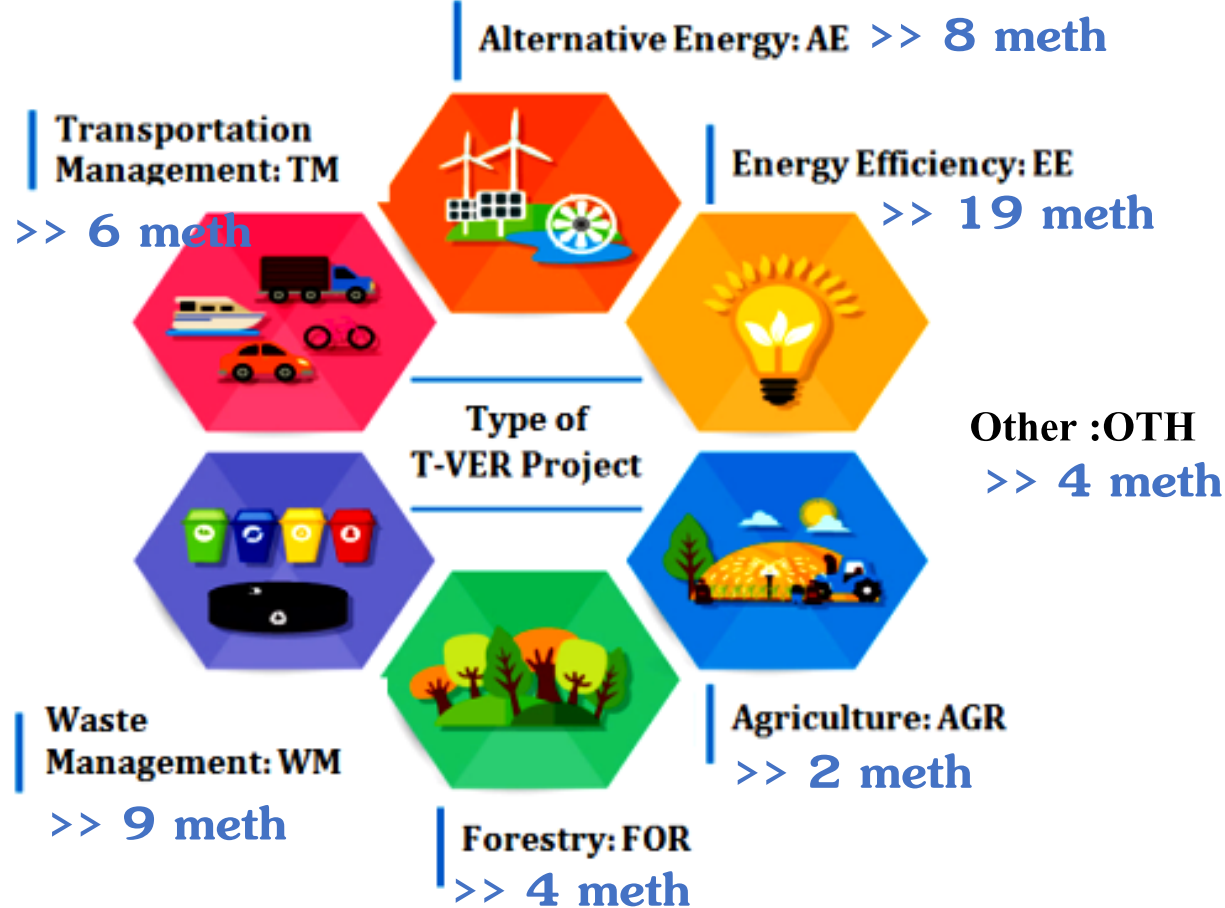 Alternative Energy: AE >> 8 meth
Transportation
Management: TM
>> 6 meth
Energy Efficiency: EE
>> 19 meth
Type of
T-VER Project
Other :OTH
>> 4 meth
Waste
Management: WM
>> 9 meth
Agriculture: AGR
>> 2 meth
Forestry: FOR
>> 4 meth